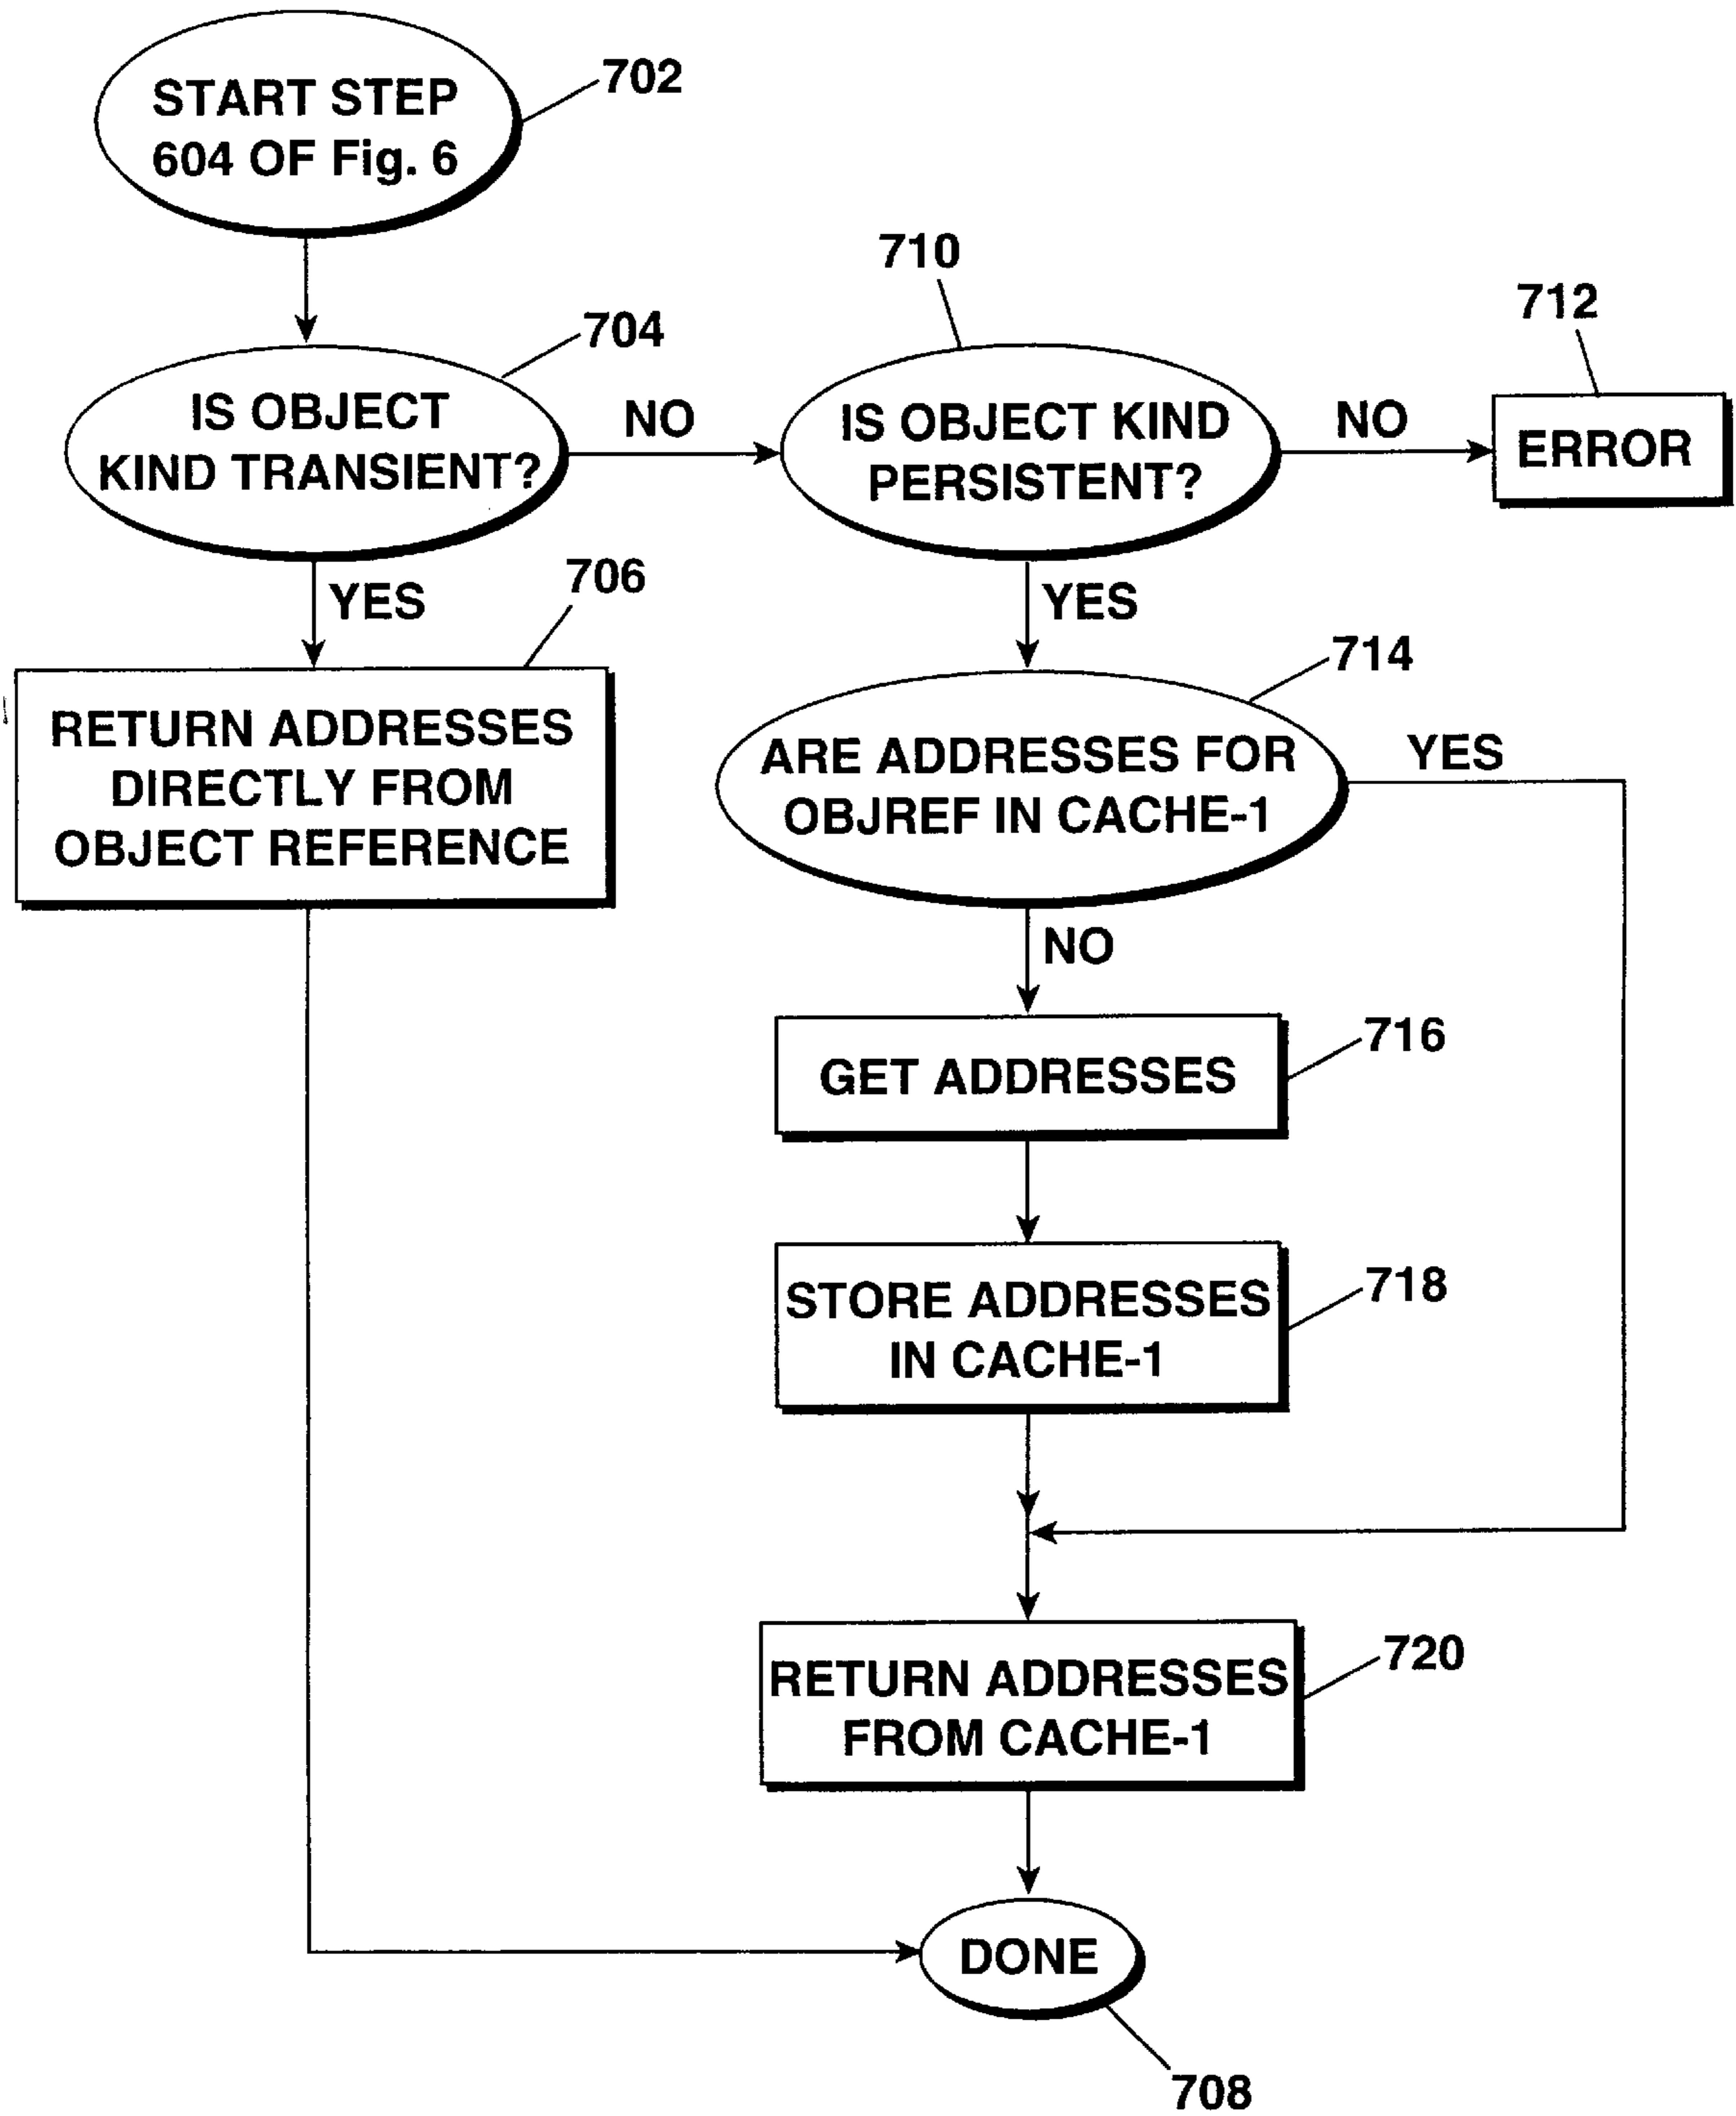 START STEP
604 OF Fig. 6
702
710
712
704
IS OBJECT
KIND TRANSIENT?
NO
IS OBJECT KIND
PERSISTENT?
NO
ERROR
YES
706
YES
714
RETURN ADDRESSES
DIRECTLY FROM
OBJECT REFERENCE
ARE ADDRESSES FOR
OBJREF IN CACHE-1
YES
NO
716
GET ADDRESSES
718
STORE ADDRESSES
IN CACHE-1
720
RETURN ADDRESSES
FROM CACHE-1
DONE
708